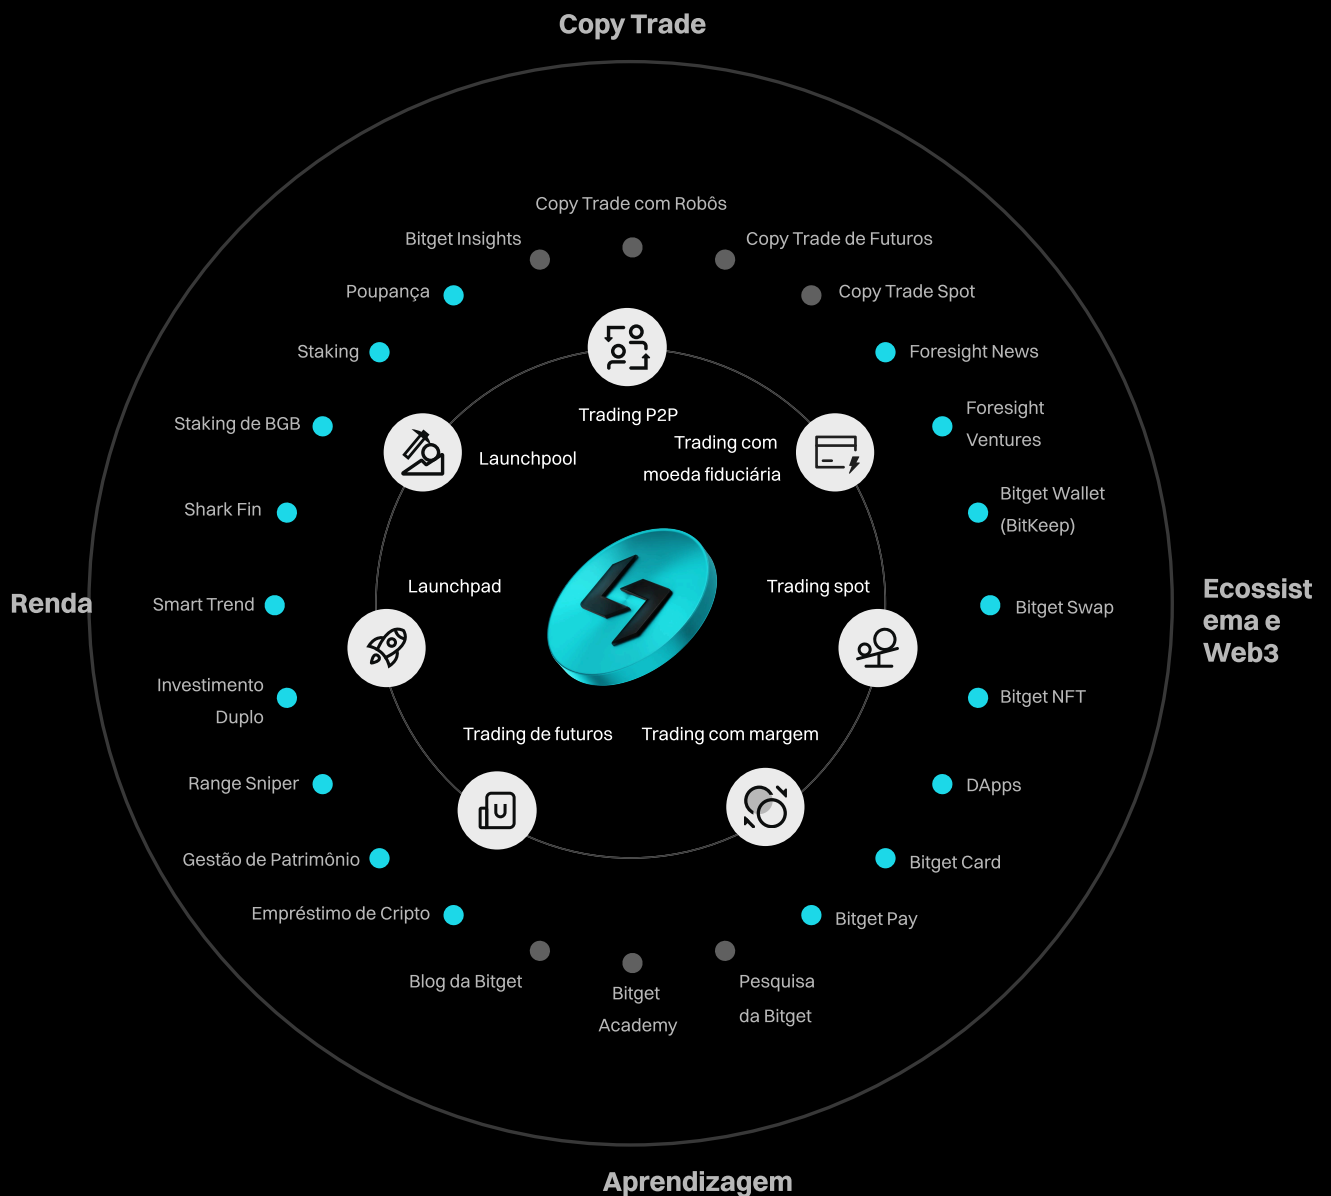 Copy Trade
Copy Trade com Robôs
Bitget Insights
Copy Trade de Futuros
Poupança
Copy Trade Spot
Staking
Foresight News
Staking de BGB
Foresight
Ventures
Trading P2P
Trading com
moeda fiduciária
Launchpool
Shark Fin
Bitget Wallet
(BitKeep)
Launchpad
Trading spot
Renda
Smart Trend
Bitget Swap
Ecossist
ema e
Web3
Investimento
Duplo
Bitget NFT
Trading de futuros
Trading com margem
Range Sniper
DApps
U
Gestão de Patrimônio
Bitget Card
Empréstimo de Cripto
Bitget Pay
Blog da Bitget
Bitget
Academy
Pesquisa
da Bitget
Aprendizagem